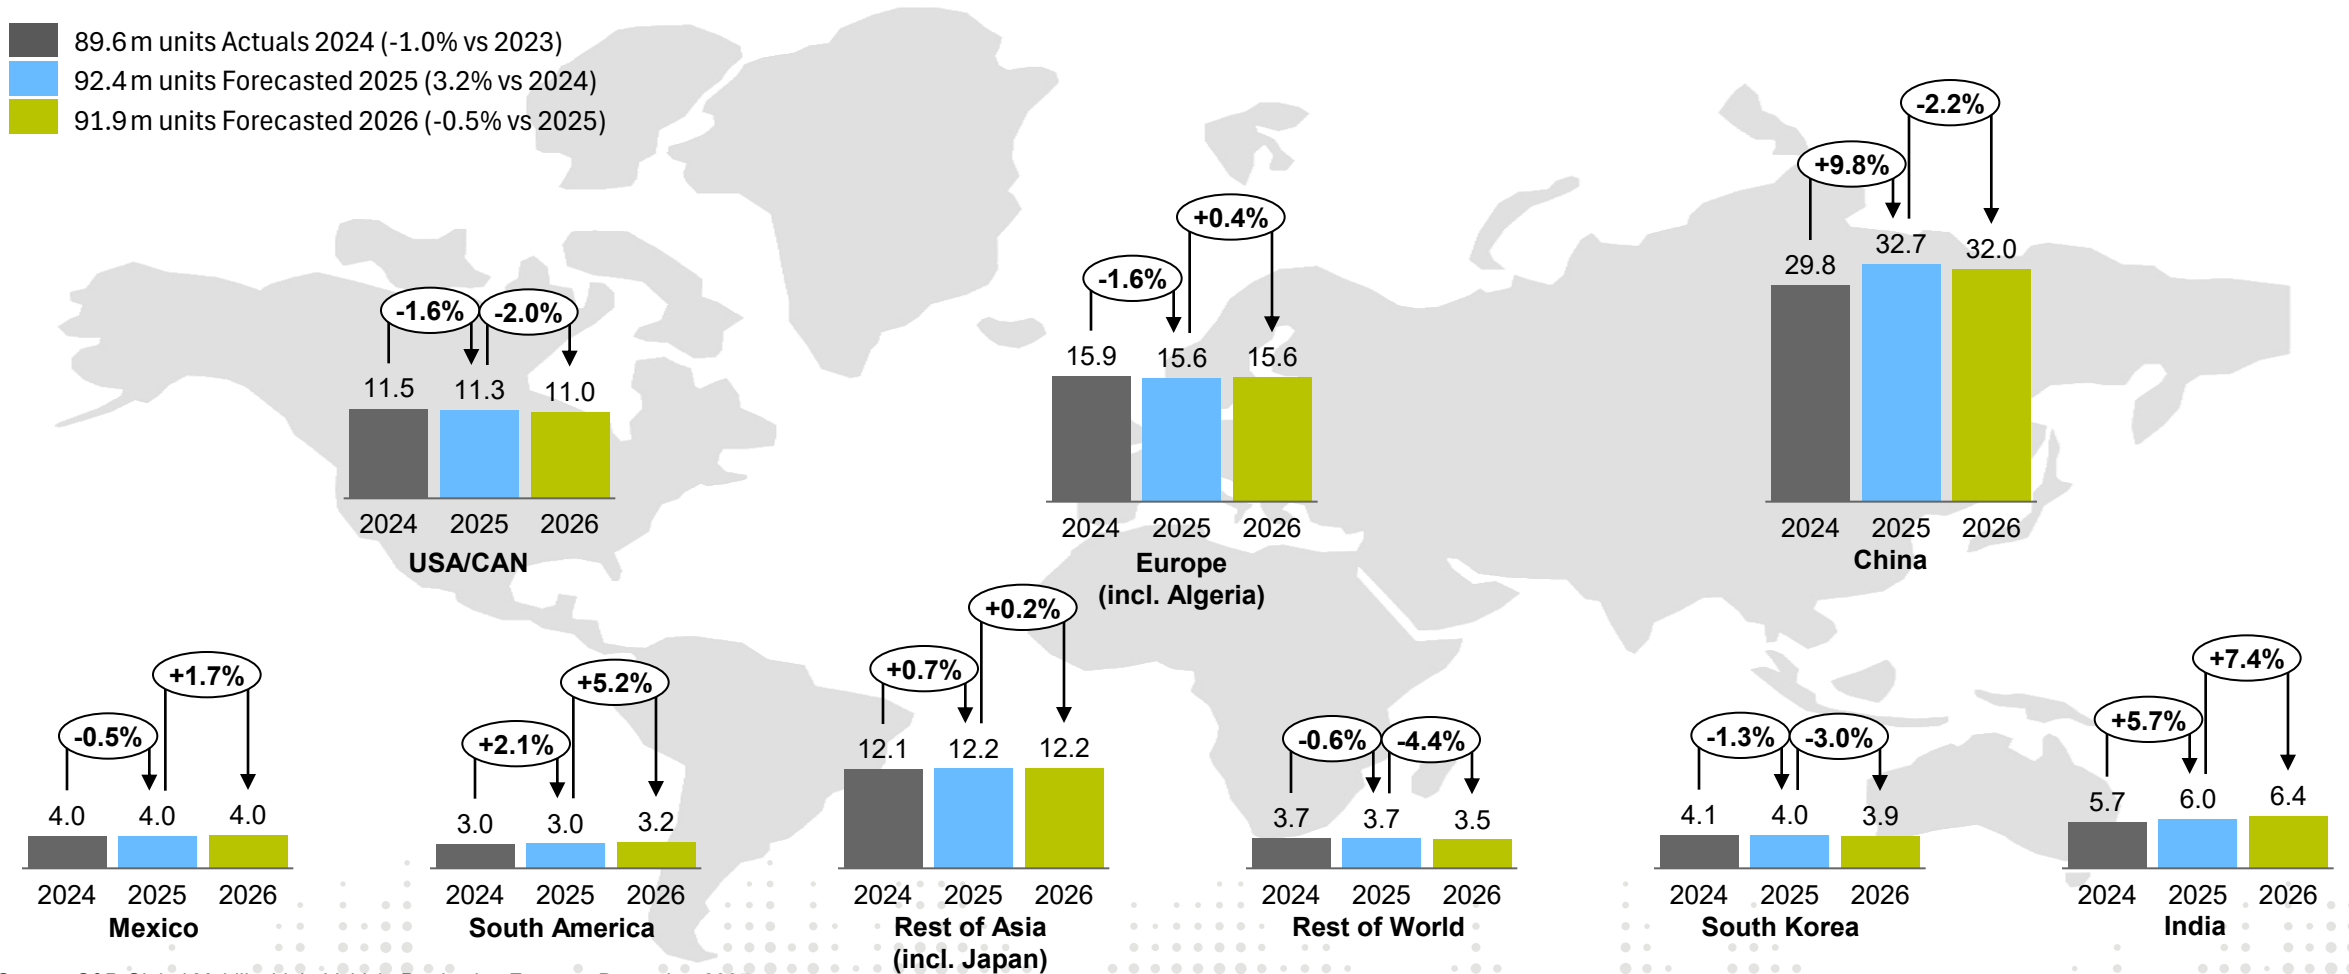 89.6 m units Actuals 2024 (-1.0% vs 2023)
92.4 m units Forecasted 2025 (3.2% vs 2024)
91.9 m units Forecasted 2026 (-0.5% vs 2025)
-1.6% -2.0%
11.5 11.3 11.0
2024 2025 2026
USA/CAN
+0.4%
-1.6%
15.9 15.6 15.6
2024 2025 2026
Europe
(incl. Algeria)
-2.2%
+9.8%
29.8 32.7 32.0
2024 2025 2026
China
+1.7%
-0.5%
4.0 4.0 4.0
2024 2025 2026
Mexico
+5.2%
+2.1%
3.0 3.0 3.2
2024 2025 2026
South America
+0.2%
+0.7%
12.1 12.2 12.2
2024 2025 2026
Rest of Asia
(incl. Japan)
-0.6% -4.4%
3.7 3.7 3.5
2024 2025 2026
Rest of World
-1.3% -3.0%
4.1 4.0 3.9
2024 2025 2026
South Korea
+7.4%
+5.7%
5.7 6.0 6.4
2024 2025 2026
India